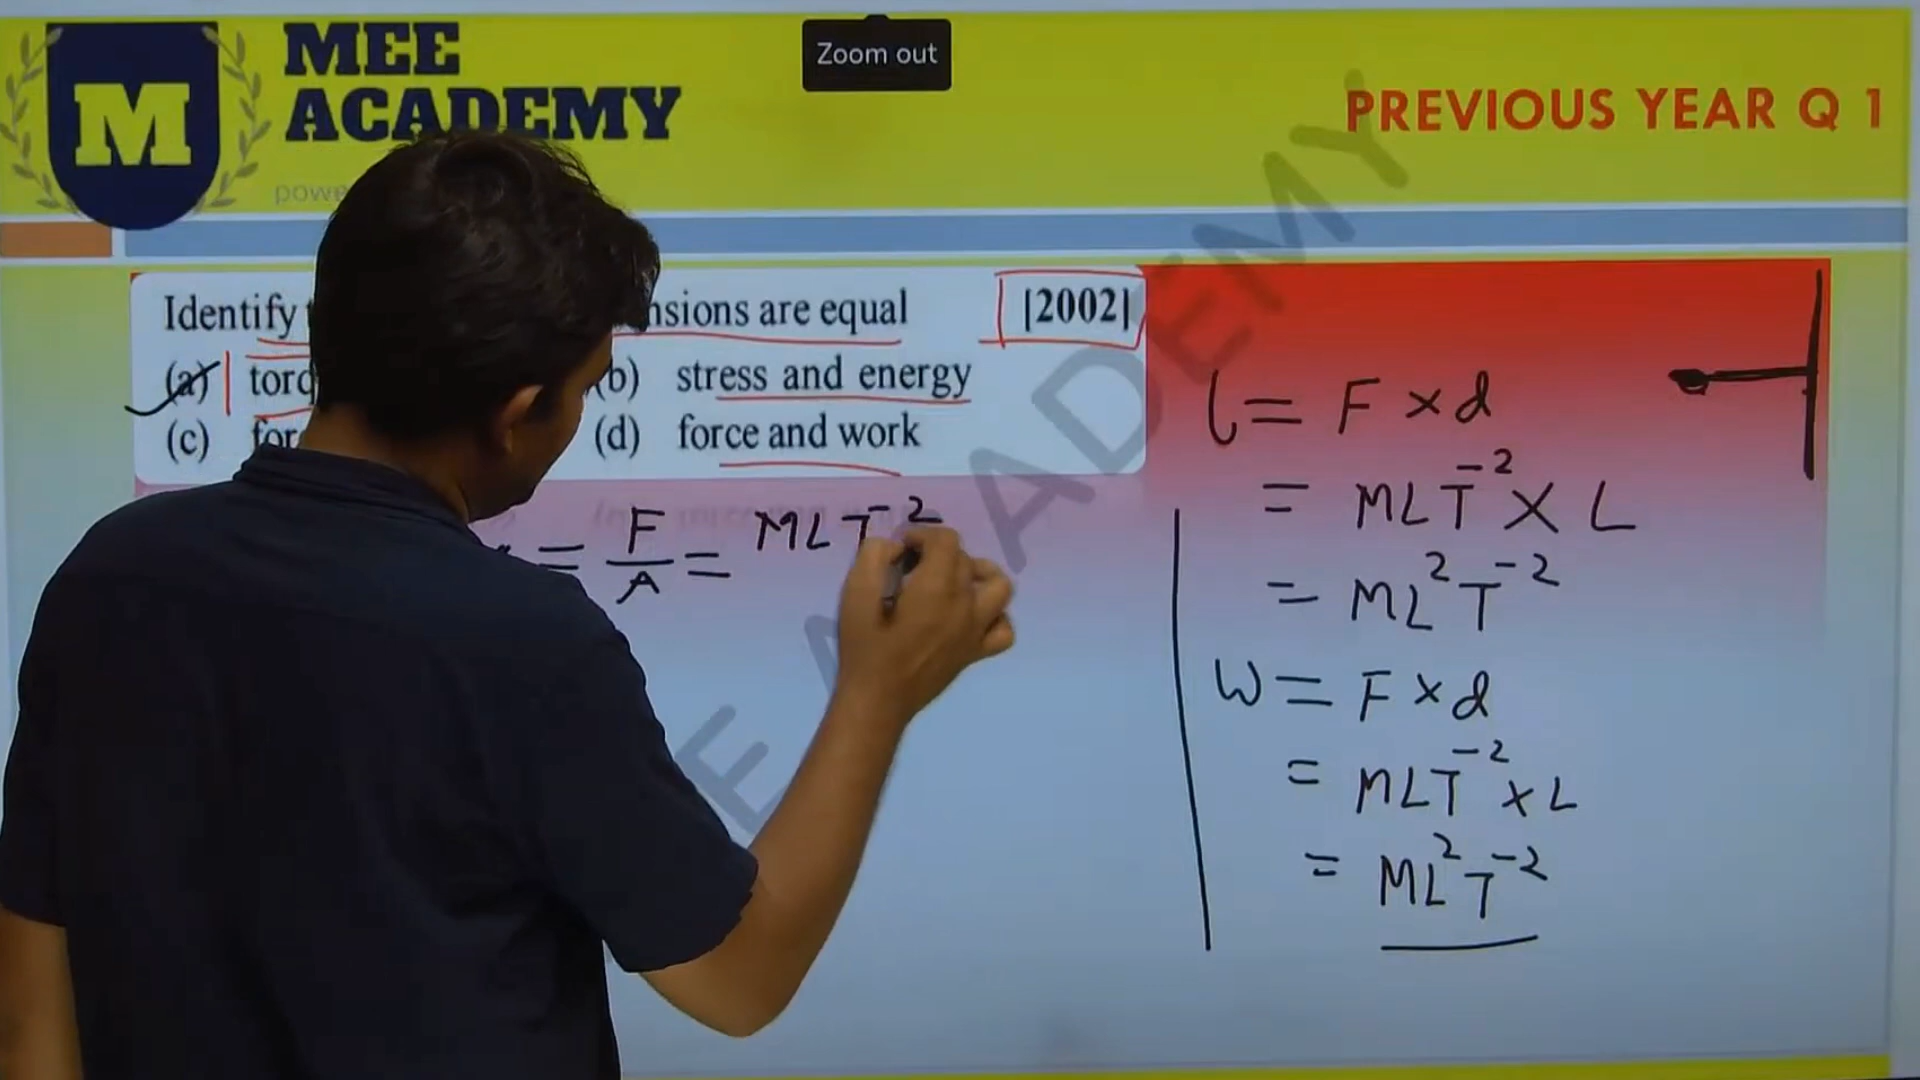 MEE
ACADEMY
M
Zoom out
PREVIOUS YEAR Q 1
Identify
nsions are equal
[2002]
(a)
(b) stress and energy
(c)
(d) force and work
= F/A = MLT⁻²
= F × d
= MLT⁻² × L
= ML²T⁻²
W = F × d
= MLT⁻² × L
= ML²T⁻²